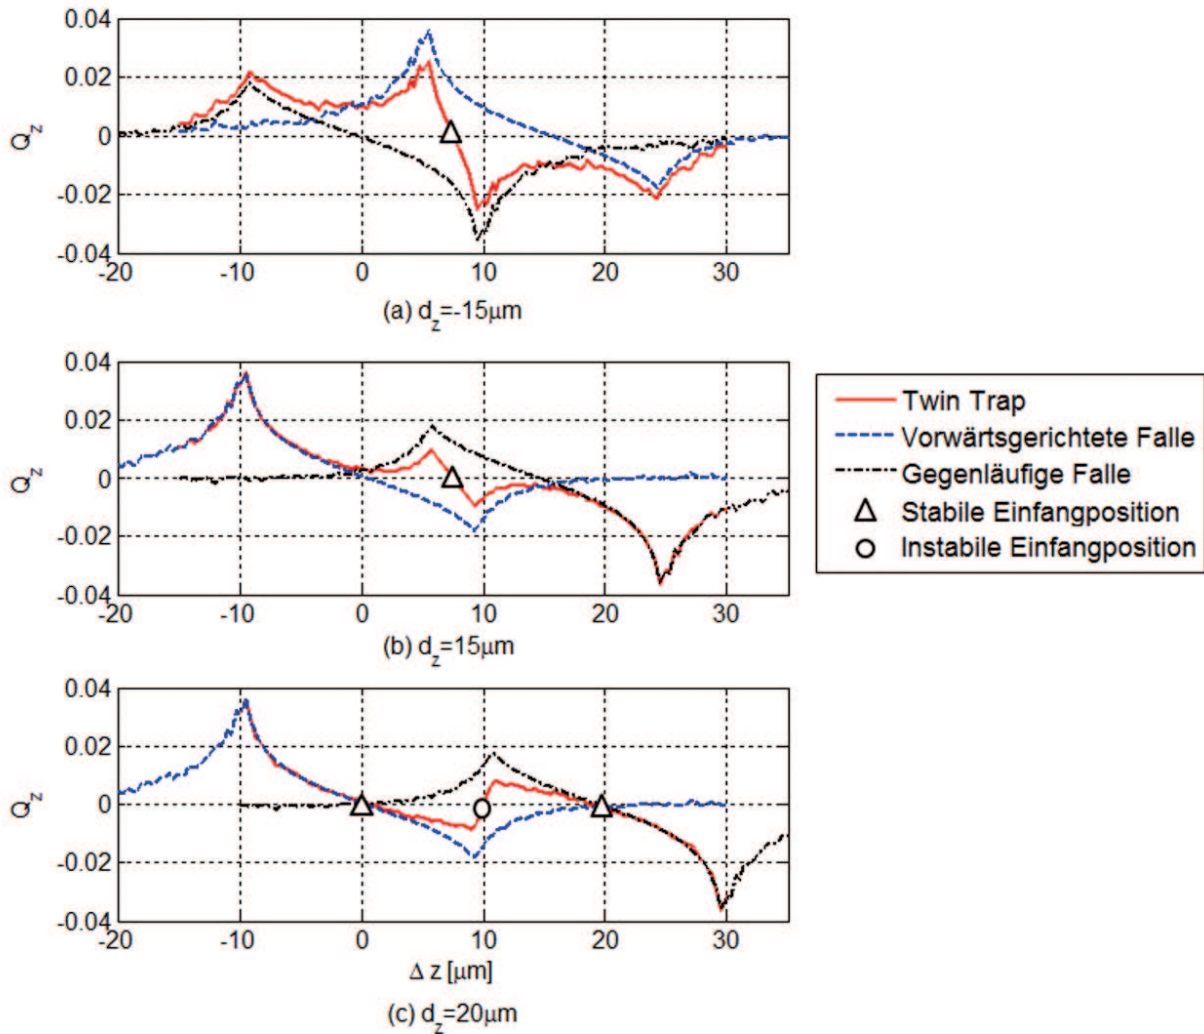 0.04
0.02
0
-0.02
-0.04
Q_z
-20 -10 0 10 20 30
(a) d_z=-15μm
0.04
0.02
0
-0.02
-0.04
Q_z
-20 -10 0 10 20 30
(b) d_z=15μm
Twin Trap
Vorwärtsgerichtete Falle
Gegenläufige Falle
Stabile Einfangposition
Instabile Einfangposition
0.04
0.02
0
-0.02
-0.04
Q_z
-20 -10 0 10 20 30
Δ z [μm]
(c) d_z=20μm